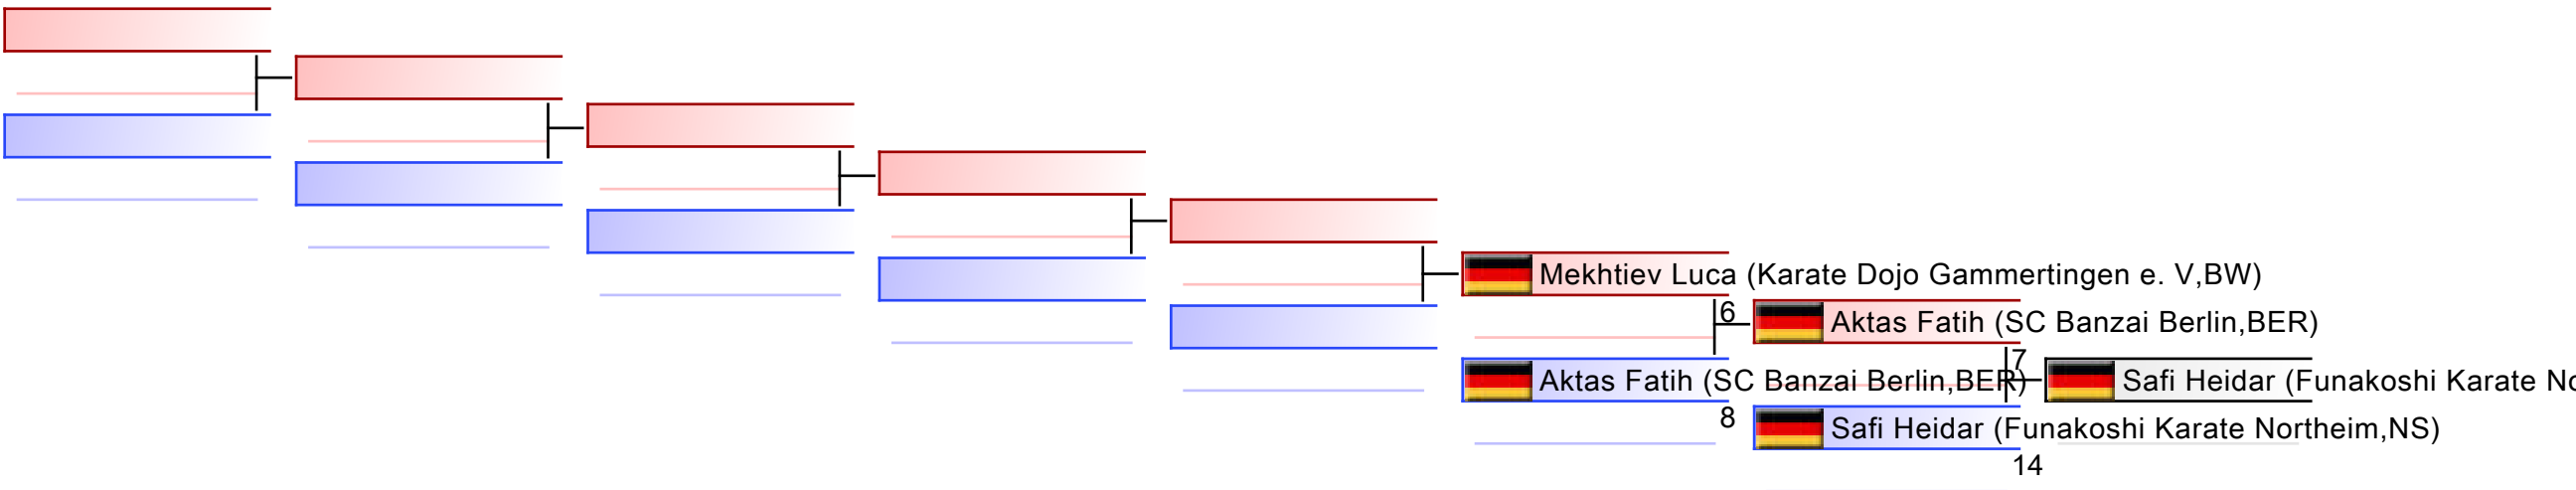 Mekhtiev Luca (Karate Dojo Gammertingen e. V,BW)
6
Aktas Fatih (SC Banzai Berlin,BER)
7
Aktas Fatih (SC Banzai Berlin,BER)
Safi Heidar (Funakoshi Karate No
8
Safi Heidar (Funakoshi Karate Northeim,NS)
14